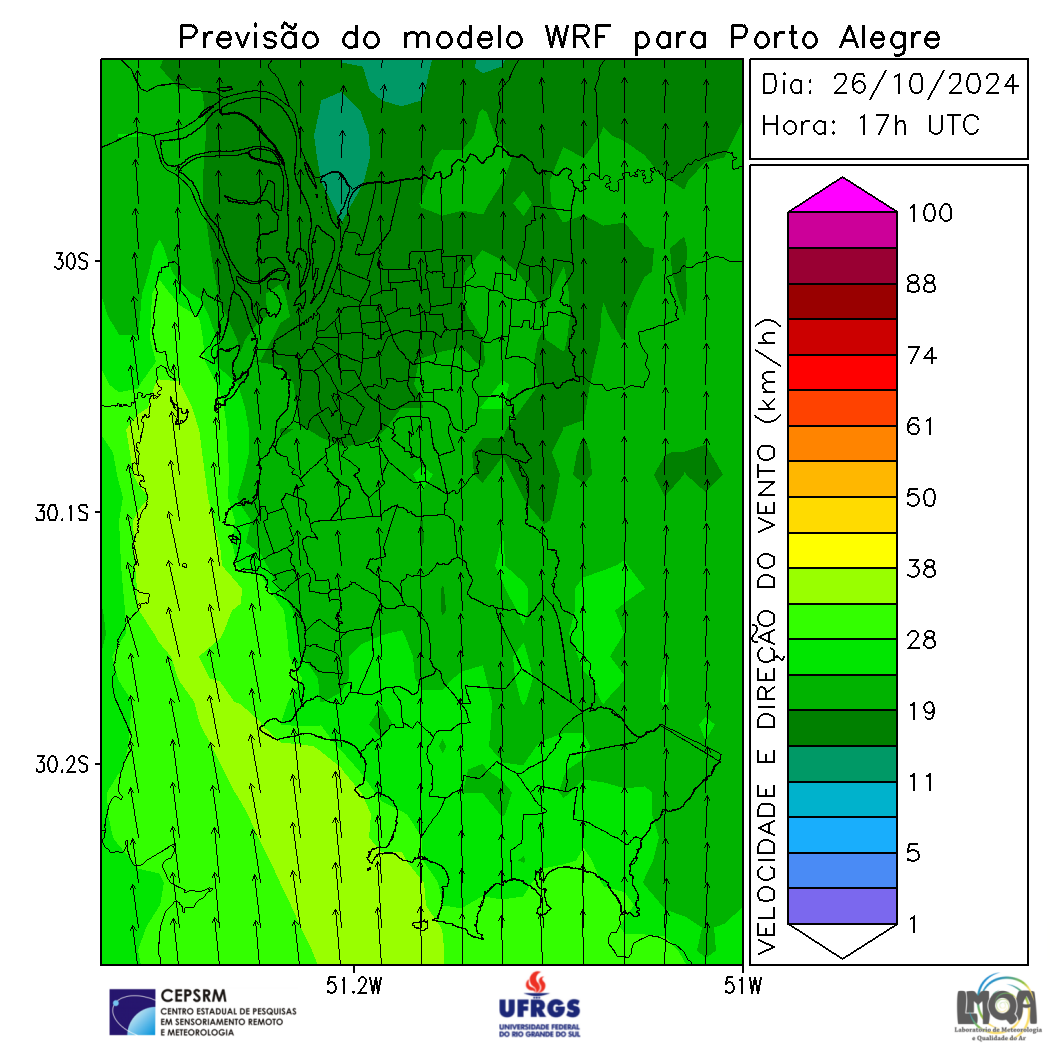 Previsão do modelo WRF para Porto Alegre
Dia: 26/10/2024
Hora: 17h UTC
30S
30.1S
30.2S
51.2W
51W
VELOCIDADE E DIREÇÃO DO VENTO (km/h)
100
88
74
61
50
38
28
19
11
5
1
CEPSRM
CENTRO ESTADUAL DE PESQUISAS
EM SENSORIAMENTO REMOTO
E METEOROLOGIA
UFRGS
UNIVERSIDADE FEDERAL
DO RIO GRANDE DO SUL
LMQA
Laboratório de Meteorologia
e Qualidade do Ar